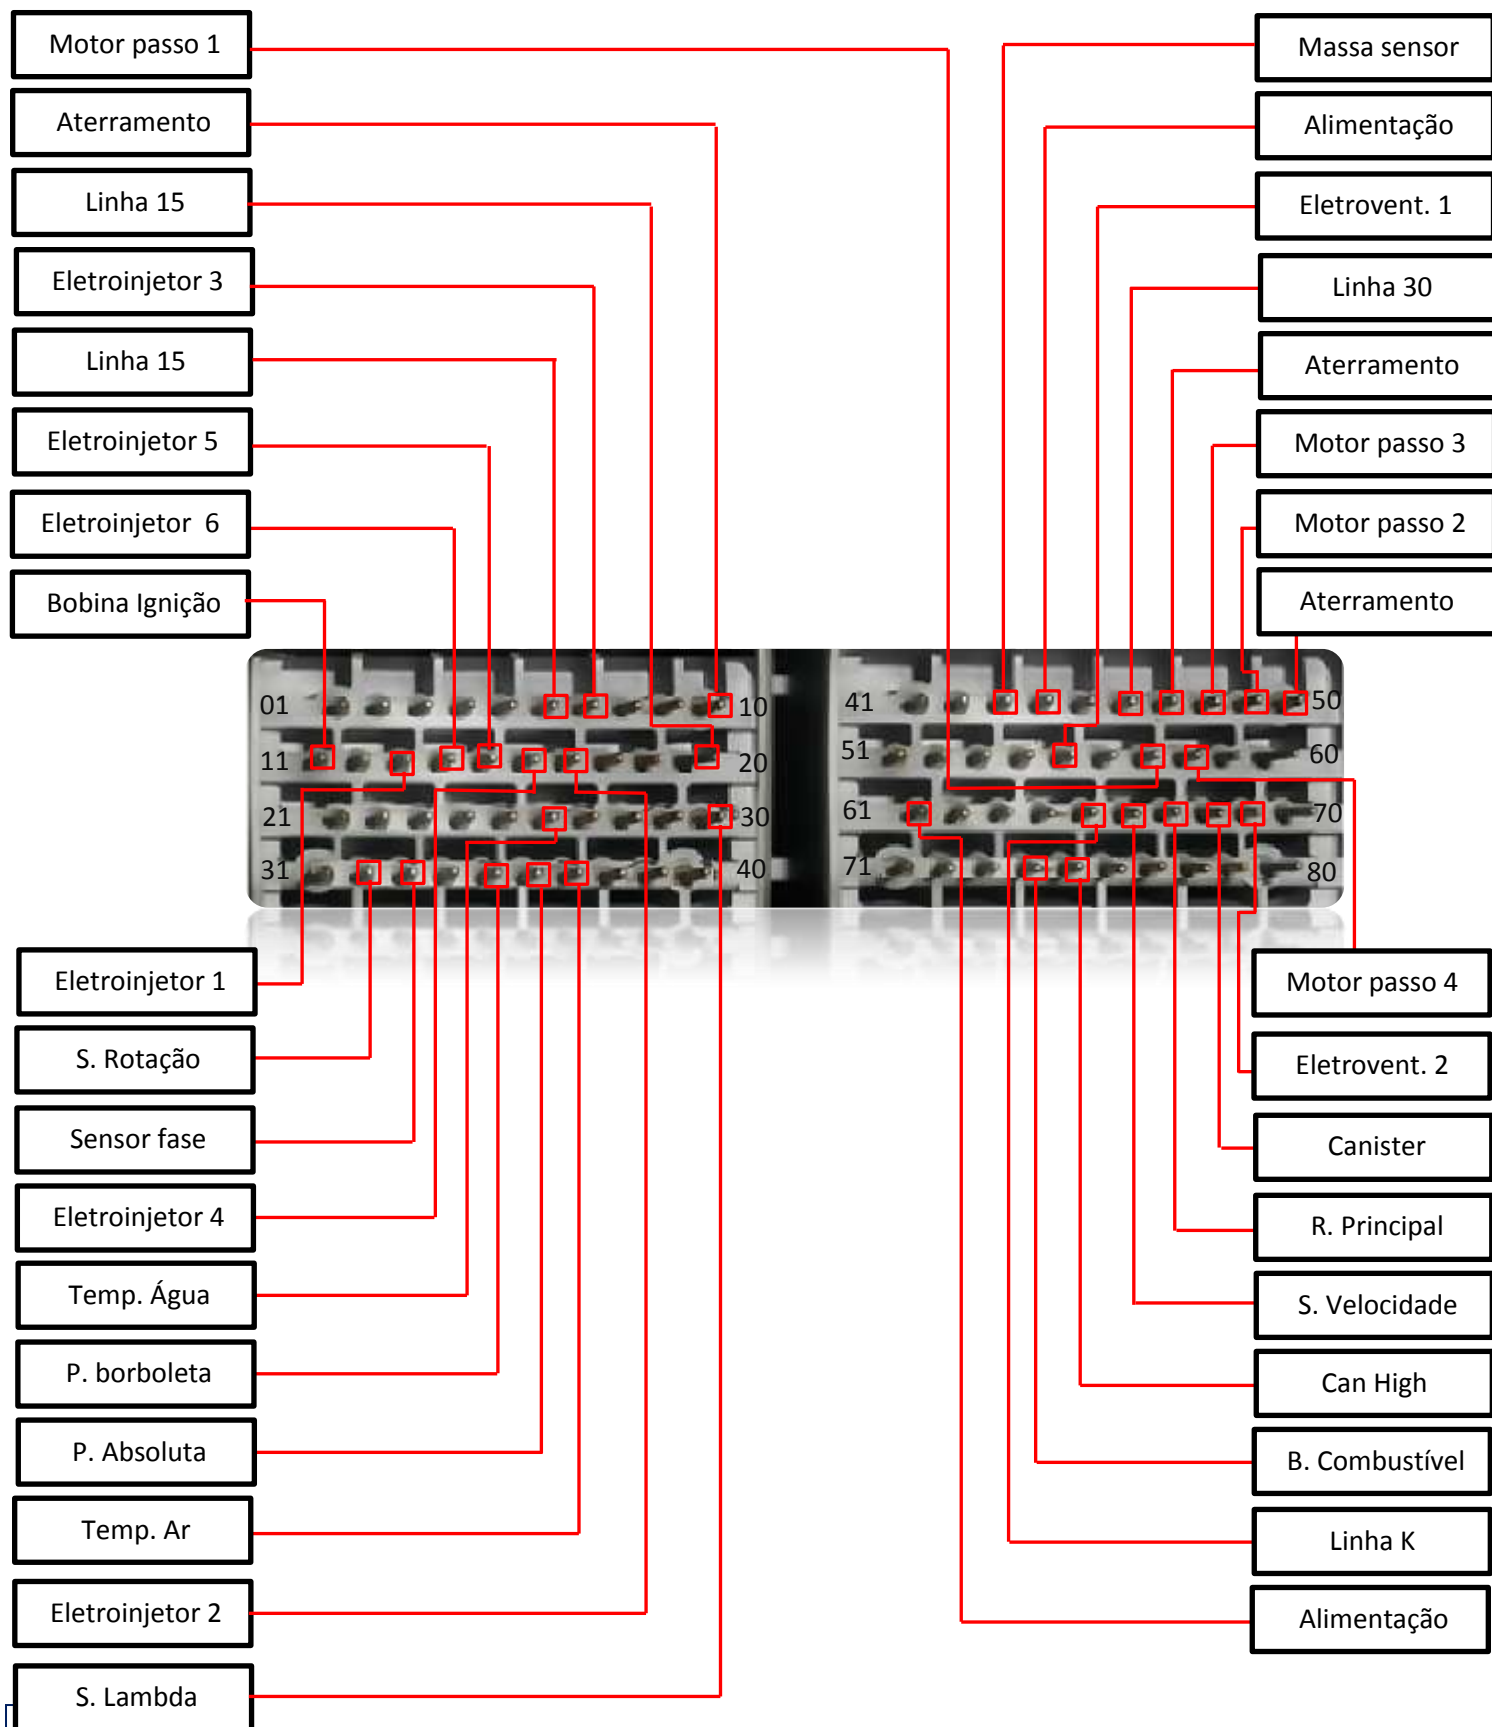 Motor passo 1
Aterramento
Linha 15
Eletroinjetor 3
Linha 15
Eletroinjetor 5
Eletroinjetor 6
Bobina Ignição
Massa sensor
Alimentação
Eletrovent. 1
Linha 30
Aterramento
Motor passo 3
Motor passo 2
Aterramento
01 10
11 20
21 30
31 40
41 50
51 60
61 70
71 80
Eletroinjetor 1
S. Rotação
Sensor fase
Eletroinjetor 4
Temp. Água
P. borboleta
P. Absoluta
Temp. Ar
Eletroinjetor 2
S. Lambda
Motor passo 4
Eletrovent. 2
Canister
R. Principal
S. Velocidade
Can High
B. Combustível
Linha K
Alimentação